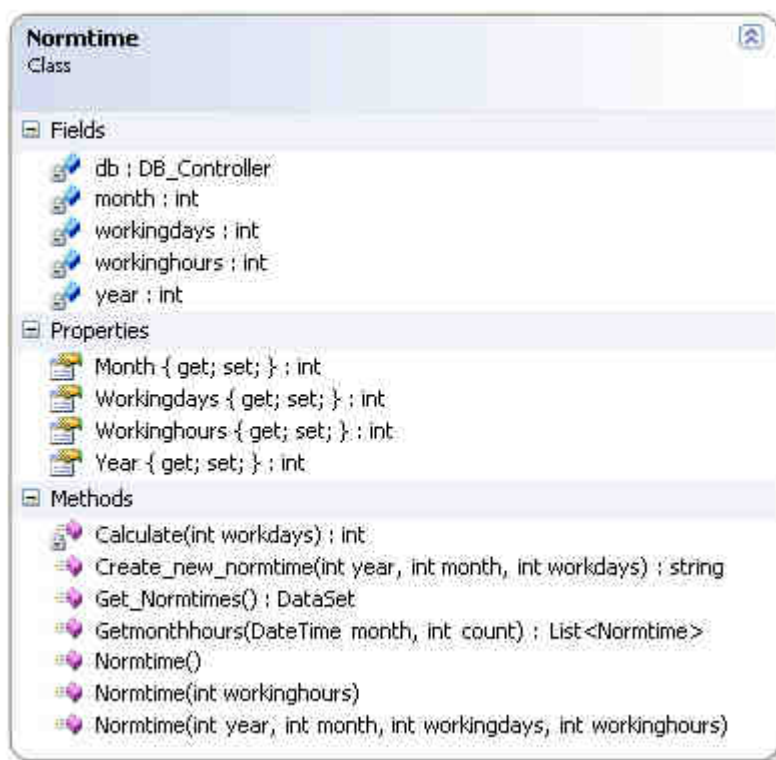 Normtime
Class
Fields
db : DB_Controller
month : int
workingdays : int
workinghours : int
year : int
Properties
Month { get; set; } : int
Workingdays { get; set; } : int
Workinghours { get; set; } : int
Year { get; set; } : int
Methods
Calculate(int workdays) : int
Create_new_normtime(int year, int month, int workdays) : string
Get_Normtimes() : DataSet
Getmonthhours(DateTime month, int count) : List<Normtime>
Normtime()
Normtime(int workinghours)
Normtime(int year, int month, int workingdays, int workinghours)